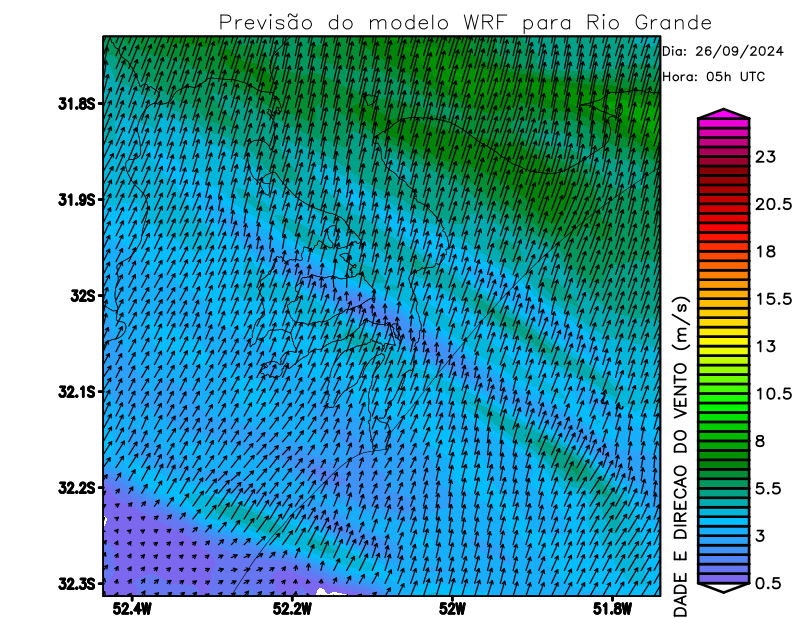 Previsão do modelo WRF para Rio Grande
Dia: 26/09/2024
Hora: 05h UTC
31.8S
31.9S
32S
32.1S
32.2S
32.3S
52.4W
52.2W
52W
51.8W
DADE E DIRECAO DO VENTO (m/s)
23
20.5
18
15.5
13
10.5
8
5.5
3
0.5